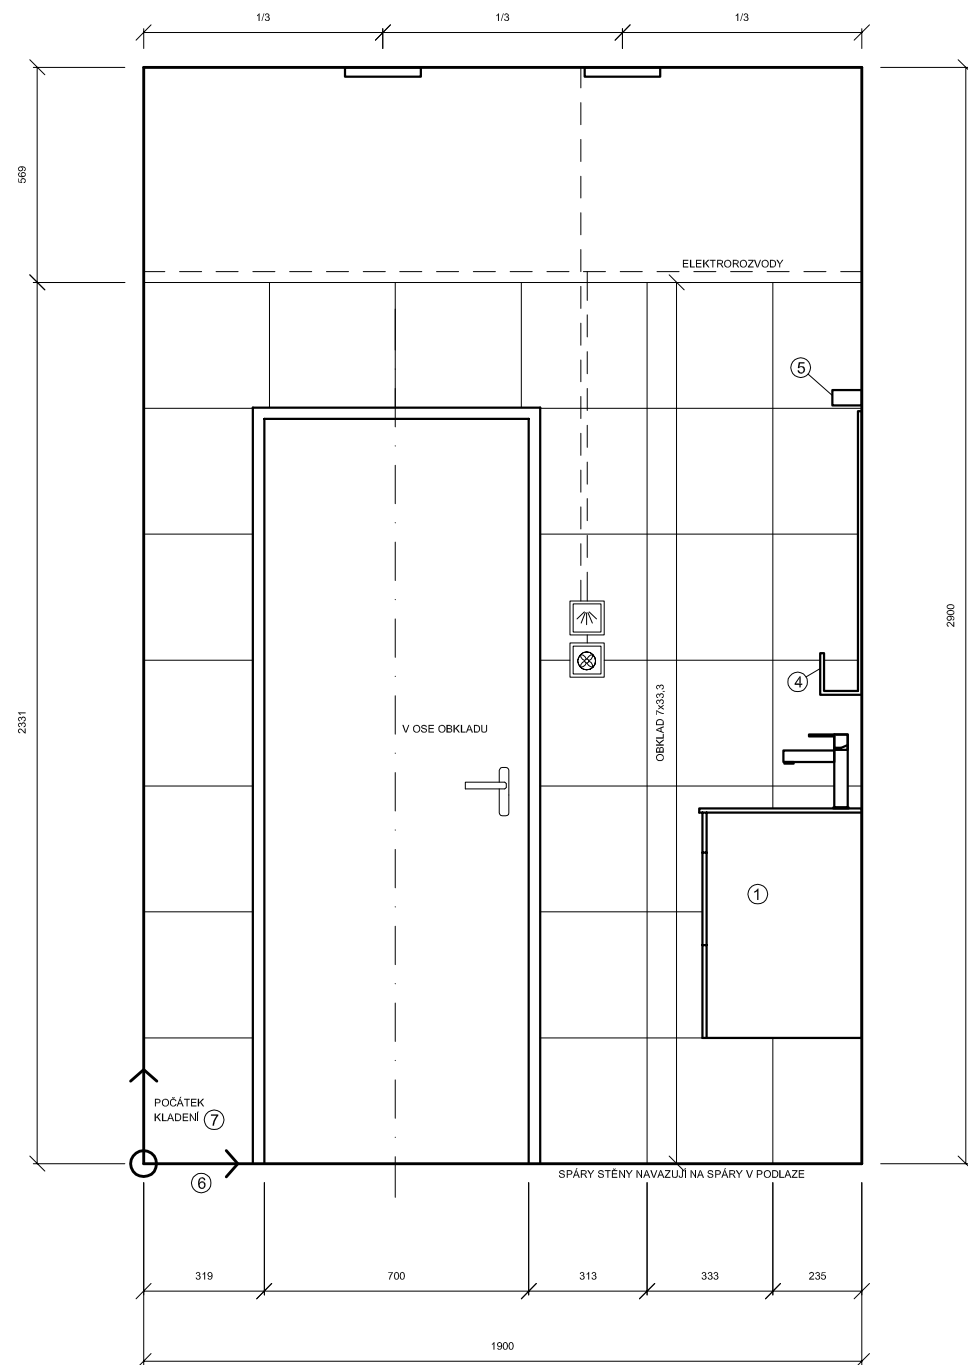 1/3
1/3
1/3
569
ELEKTROROZVODY
5
2900
2331
OBKLAD 7x33,3
4
V OSE OBKLADU
1
POČÁTEK
KLADENÍ 7
6
SPÁRY STĚNY NAVAZUJÍ NA SPÁRY V PODLAZE
319
700
313
333
235
1900